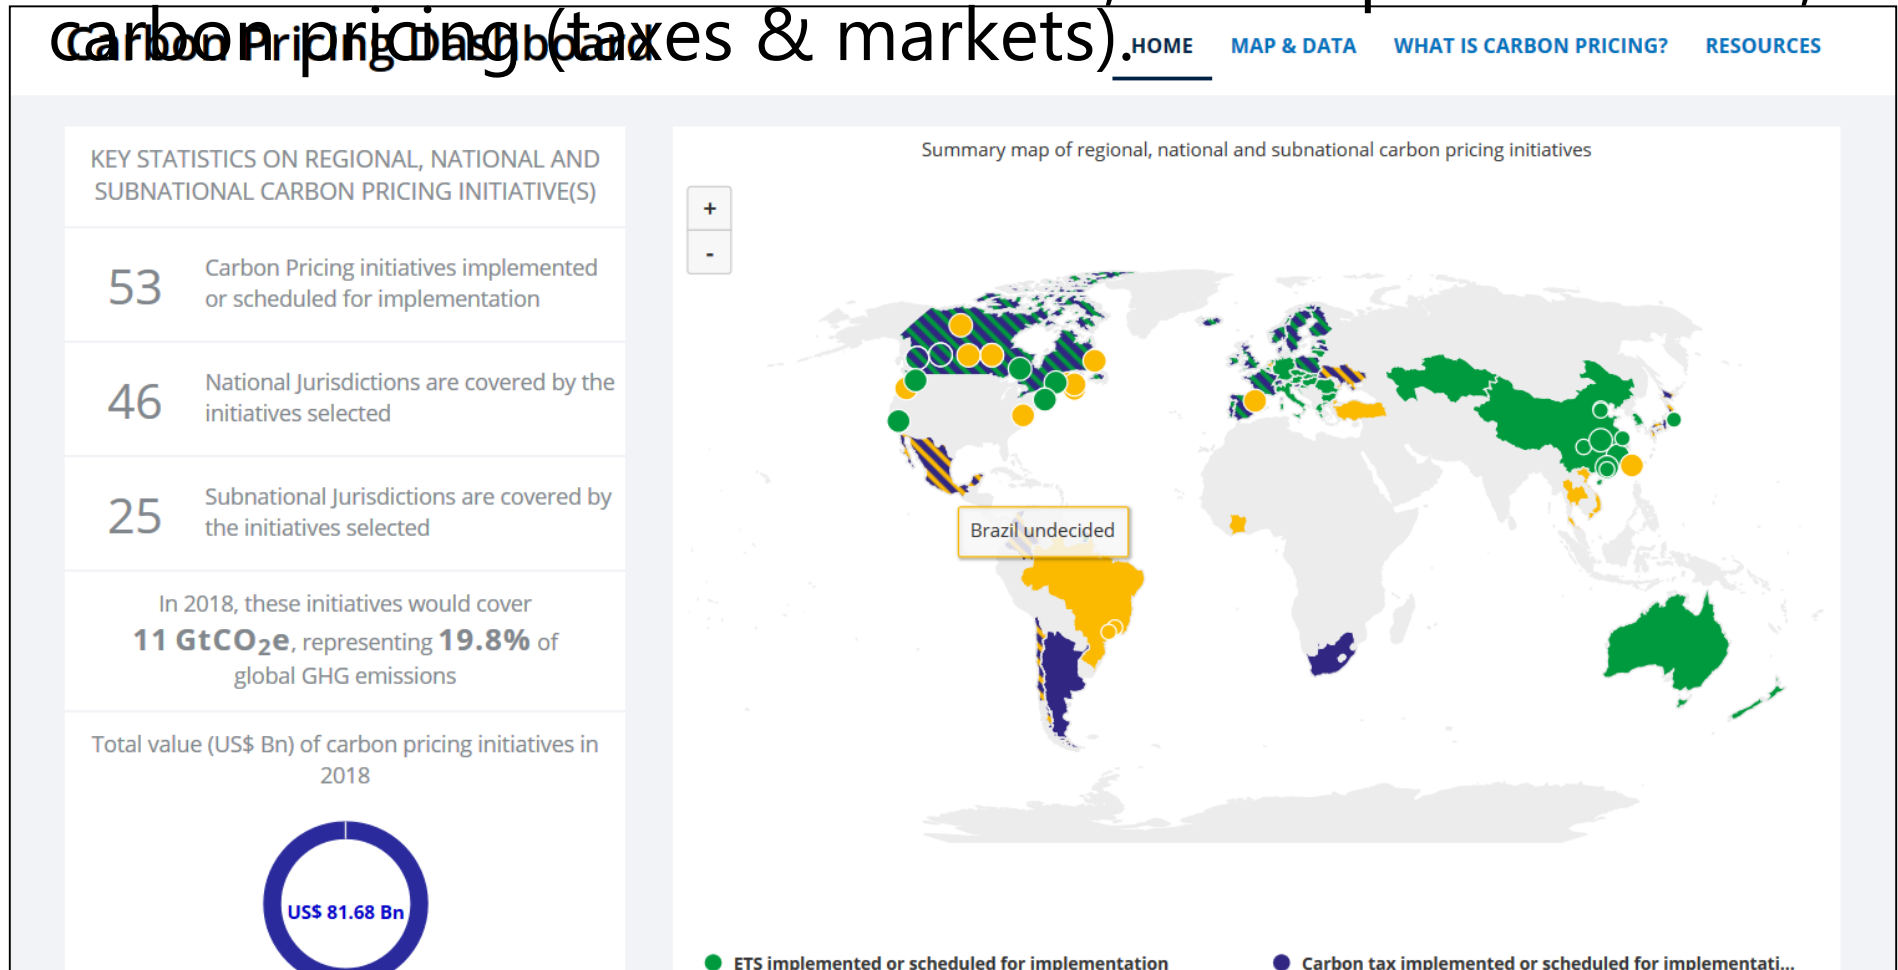 carbon pricing (taxes & markets).
Carbon Pricing Dashboard
HOME MAP & DATA WHAT IS CARBON PRICING? RESOURCES
KEY STATISTICS ON REGIONAL, NATIONAL AND
SUBNATIONAL CARBON PRICING INITIATIVE(S)
53 Carbon Pricing initiatives implemented
or scheduled for implementation
46 National Jurisdictions are covered by the
initiatives selected
25 Subnational Jurisdictions are covered by
the initiatives selected
In 2018, these initiatives would cover
11 GtCO2e, representing 19.8% of
global GHG emissions
Total value (US$ Bn) of carbon pricing initiatives in
2018
US$ 81.68 Bn
Summary map of regional, national and subnational carbon pricing initiatives
+
-
Brazil undecided
ETS implemented or scheduled for implementation
Carbon tax implemented or scheduled for implementati...